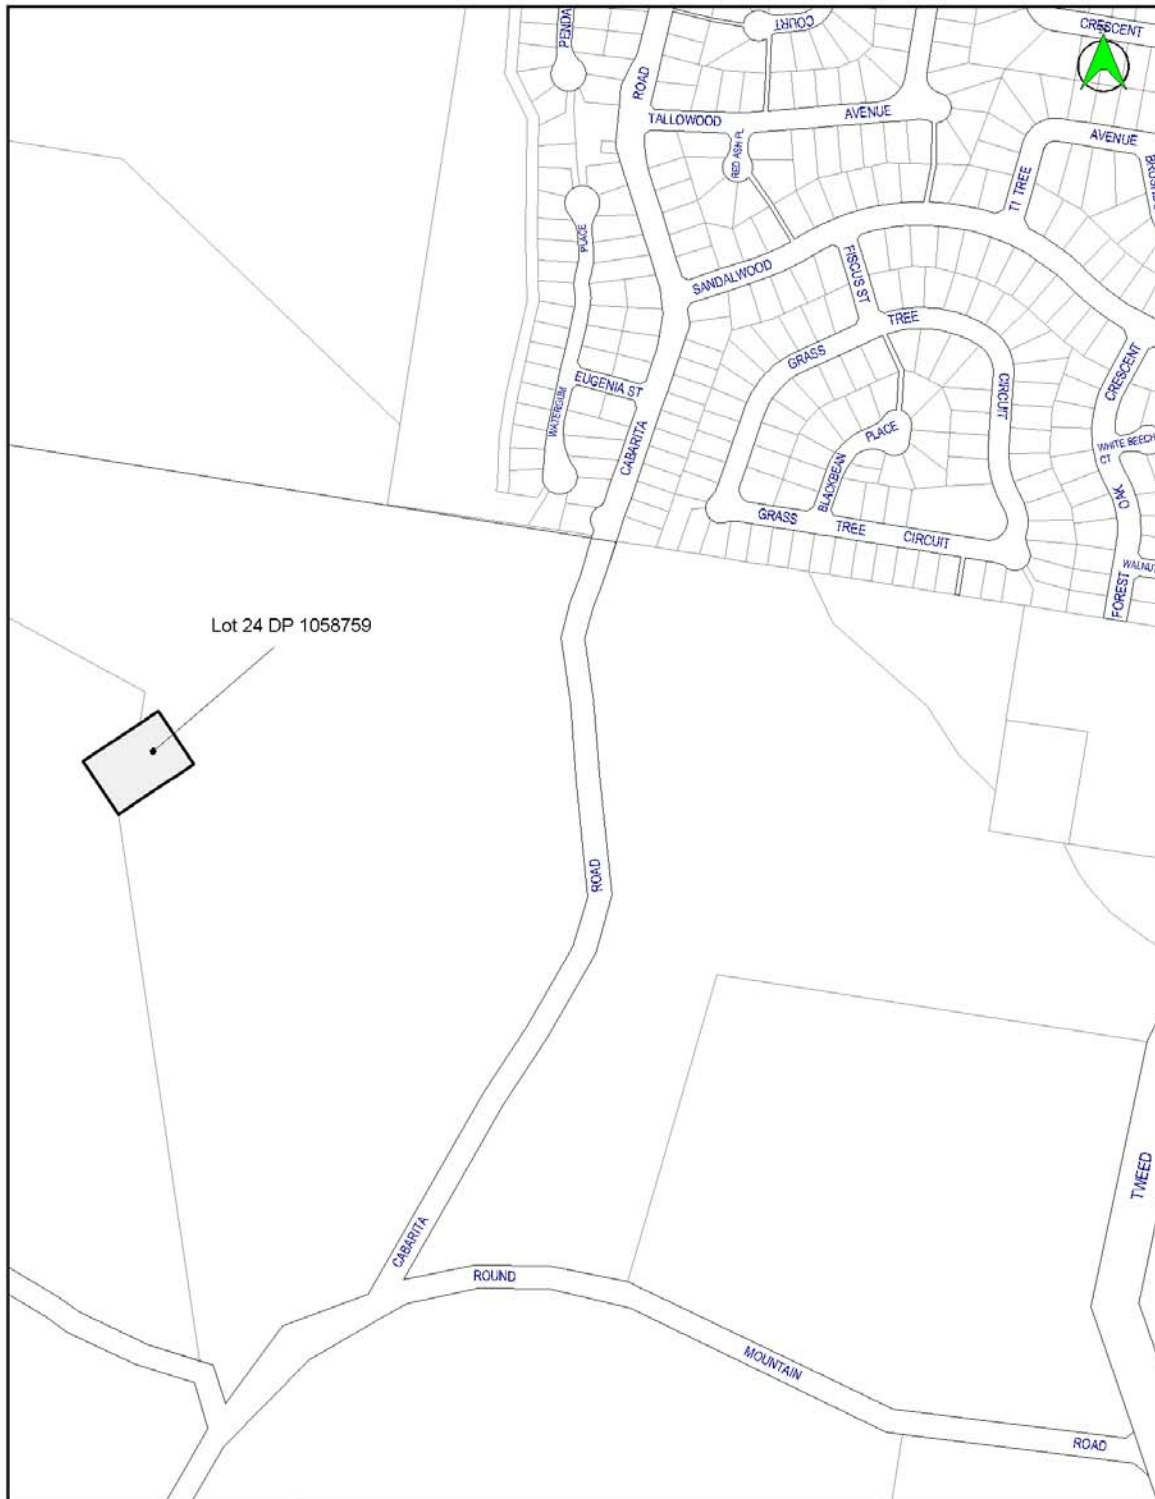 CRESCENT
PENDA
COURT
ROAD
TALLOWOOD
AVENUE
AVENUE
RED ASH PL
TI TREE
PLACE
SANDALWOOD
FISCUS ST
TREE
GRASS
CRESCENT
EUGENIA ST
CIRCUIT
WATERGUM
CABARITA
PLACE
WHITE BEECH
CT
BLACKBEAN
OAK
GRASS
TREE
CIRCUIT
WALNUT
FOREST
Lot 24 DP 1058759
ROAD
TWEED
CABARITA
ROUND
MOUNTAIN
ROAD